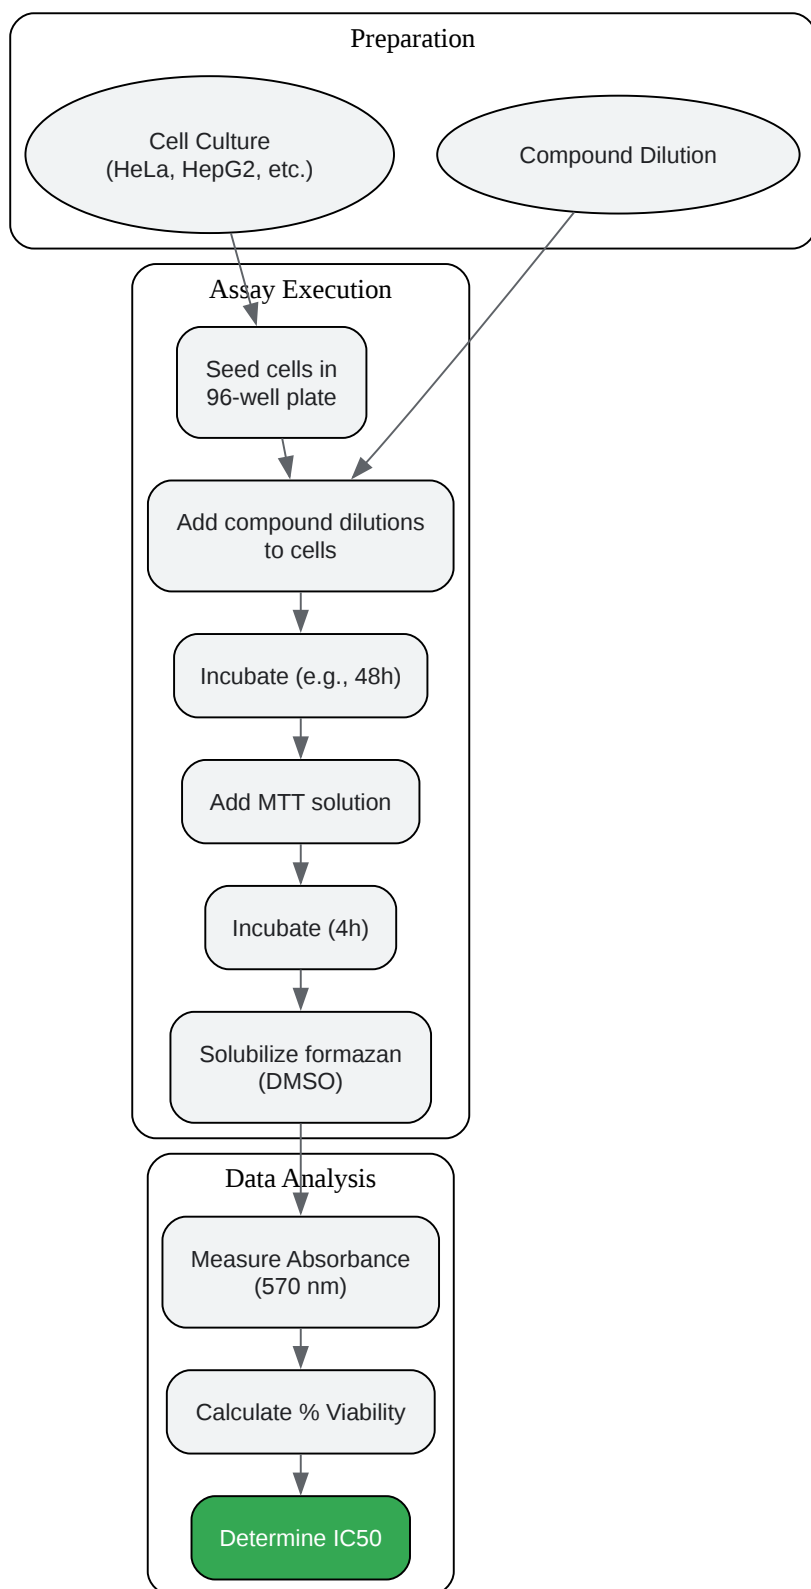 Preparation
Cell Culture
(HeLa, HepG2, etc.)
Compound Dilution
Assay Execution
Seed cells in
96-well plate
Add compound dilutions
to cells
Incubate (e.g., 48h)
Add MTT solution
Incubate (4h)
Solubilize formazan
(DMSO)
Data Analysis
Measure Absorbance
(570 nm)
Calculate % Viability
Determine IC50